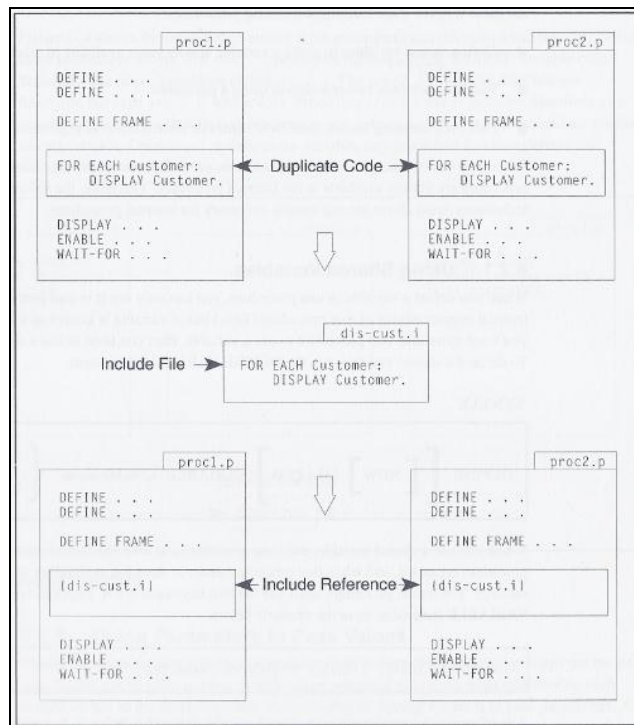 proc1.p
DEFINE . . .
DEFINE . . .
DEFINE FRAME . . .
FOR EACH Customer:
DISPLAY Customer.
DISPLAY . . .
ENABLE . . .
WAIT-FOR . . .
Duplicate Code
proc2.p
DEFINE . . .
DEFINE . . .
DEFINE FRAME . . .
FOR EACH Customer:
DISPLAY Customer.
DISPLAY . . .
ENABLE . . .
WAIT-FOR . . .
dis-cust.i
Include File
FOR EACH Customer:
DISPLAY Customer.
proc1.p
DEFINE . . .
DEFINE . . .
DEFINE FRAME . . .
(dis-cust.i)
DISPLAY . . .
ENABLE . . .
WAIT-FOR . . .
Include Reference
proc2.p
DEFINE . . .
DEFINE . . .
DEFINE FRAME . . .
(dis-cust.i)
DISPLAY . . .
ENABLE . . .
WAIT-FOR . . .